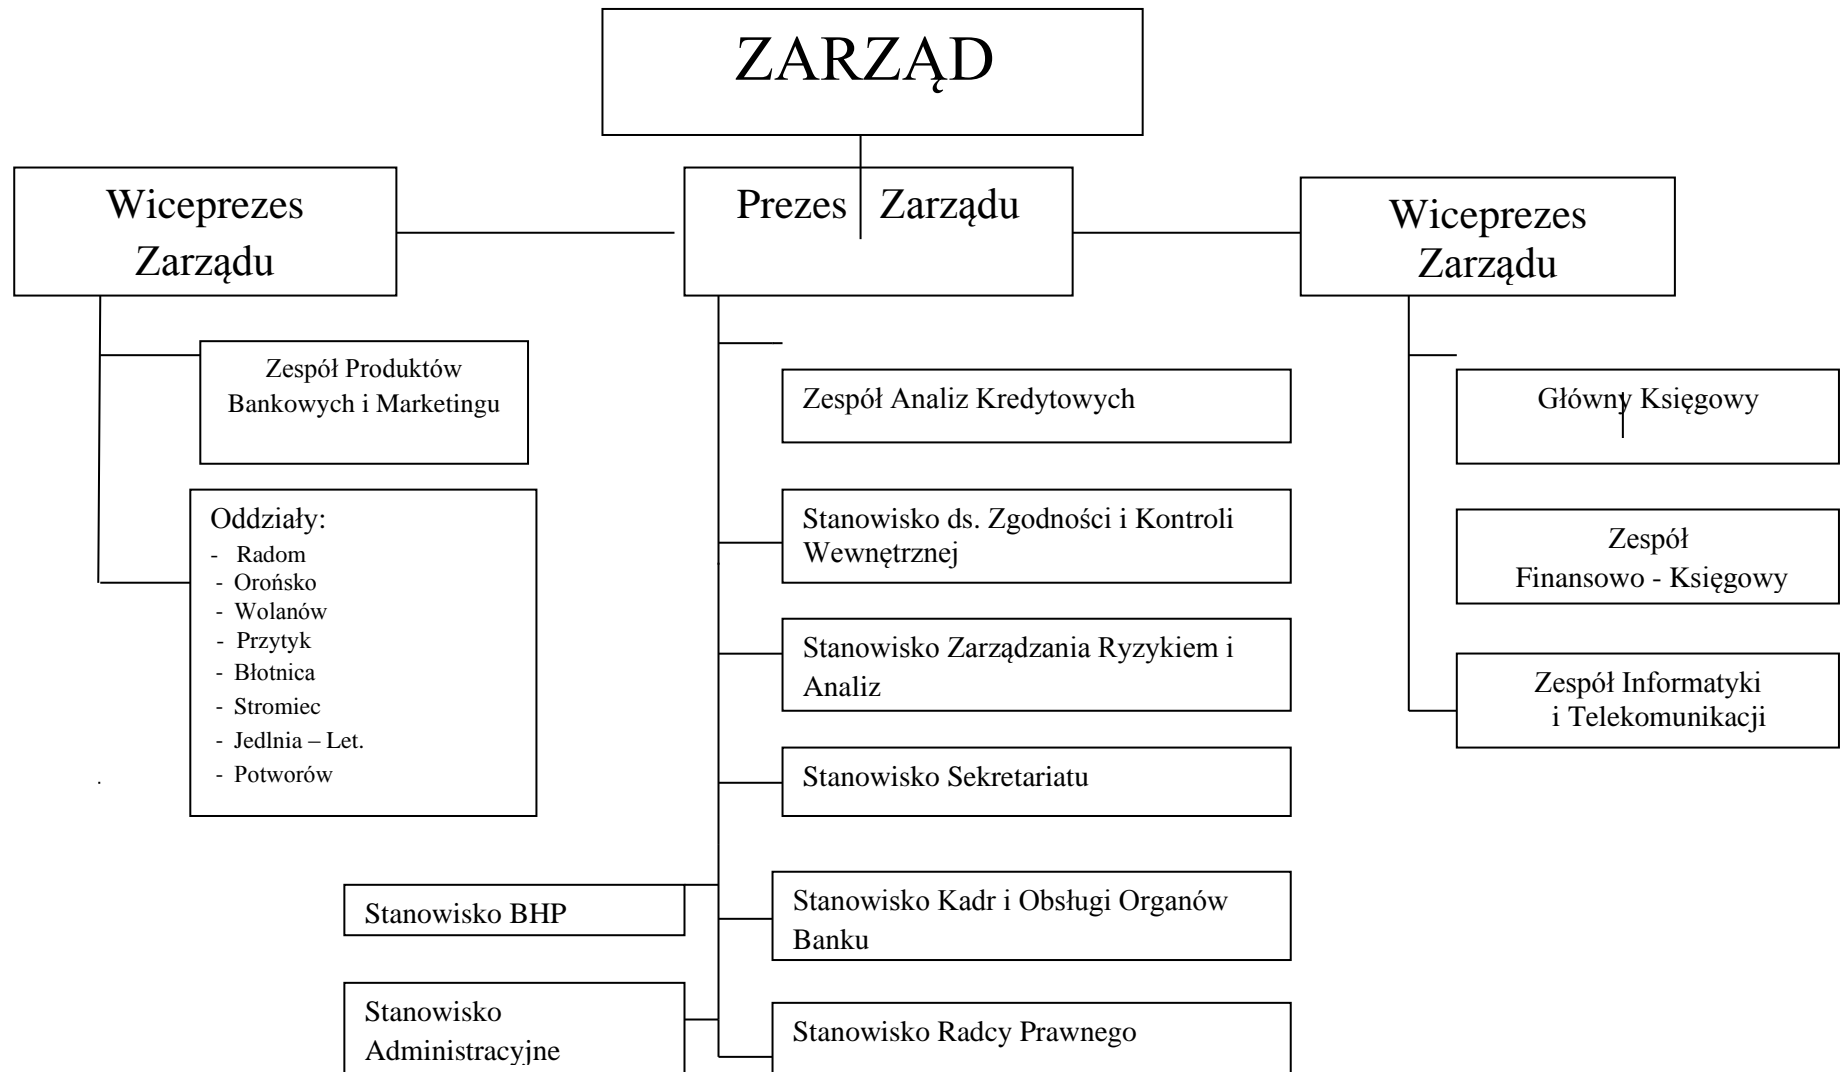 ZARZĄD
Wiceprezes
Zarządu
Prezes Zarządu
Wiceprezes
Zarządu
Zespół Produktów
Bankowych i Marketingu
Oddziały:
- Radom
- Orońsko
- Wolanów
- Przytyk
- Błotnica
- Stromiec
- Jedlnia – Let.
- Potworów
.
Zespół Analiz Kredytowych
Stanowisko ds. Zgodności i Kontroli
Wewnętrznej
Stanowisko Zarządzania Ryzykiem i
Analiz
Stanowisko Sekretariatu
Stanowisko BHP
Stanowisko Kadr i Obsługi Organów
Banku
Stanowisko
Administracyjne
Stanowisko Radcy Prawnego
Główny Księgowy
Zespół
Finansowo - Księgowy
Zespół Informatyki
i Telekomunikacji